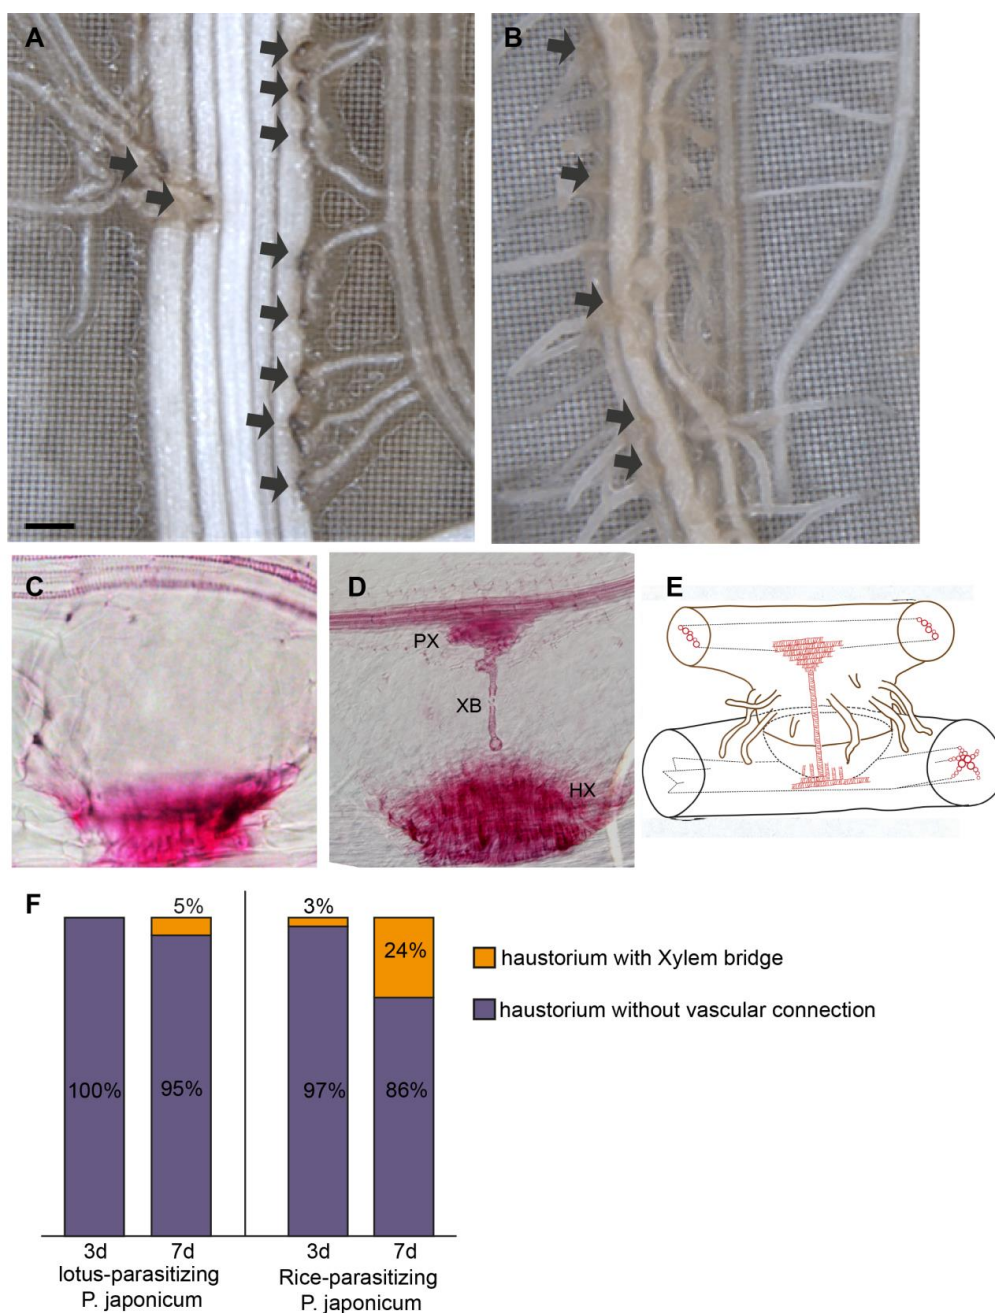 A
B
C
D
PX
XB
HX
E
F
5%
3%
24%
100%
95%
97%
86%
haustorium with Xylem bridge
haustorium without vascular connection
3d
7d
3d
7d
lotus-parasitizing
P. japonicum
Rice-parasitizing
P. japonicum